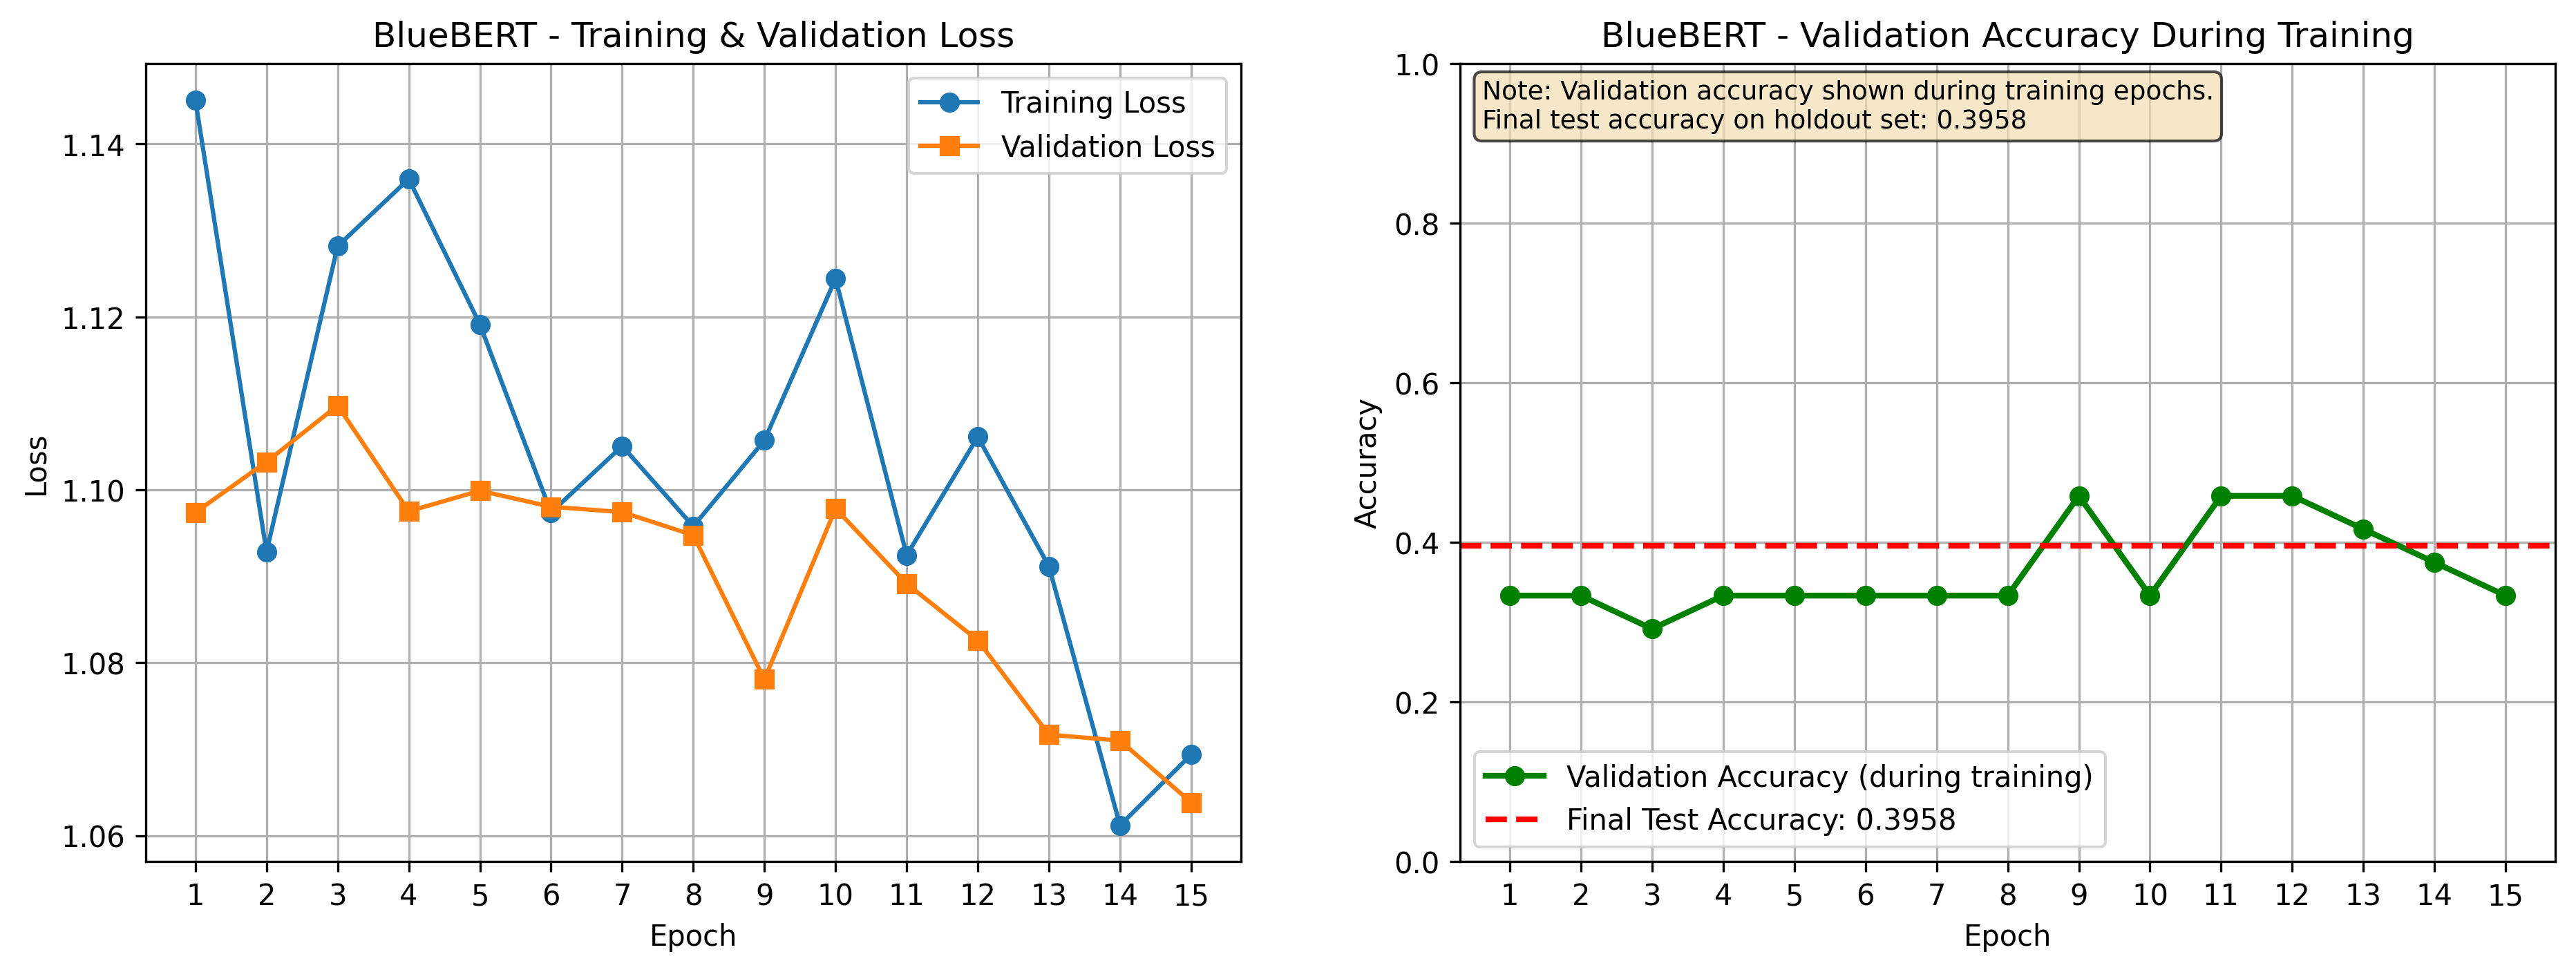 BlueBERT - Training & Validation Loss
Training Loss
Validation Loss
1.14
1.12
1.10
1.08
1.06
Loss
1 2 3 4 5 6 7 8 9 10 11 12 13 14 15
Epoch
BlueBERT - Validation Accuracy During Training
Note: Validation accuracy shown during training epochs.
Final test accuracy on holdout set: 0.3958
1.0
0.8
0.6
0.4
0.2
0.0
Accuracy
Validation Accuracy (during training)
Final Test Accuracy: 0.3958
1 2 3 4 5 6 7 8 9 10 11 12 13 14 15
Epoch